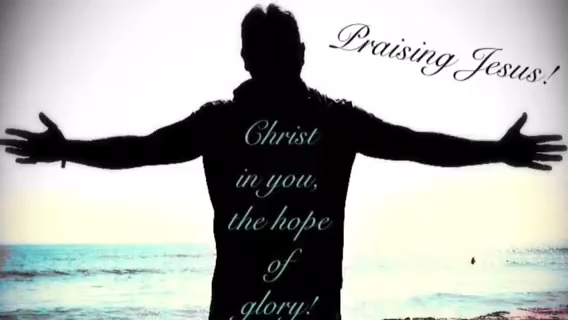 Praising Jesus!
Christ
in you,
the hope
of
glory!